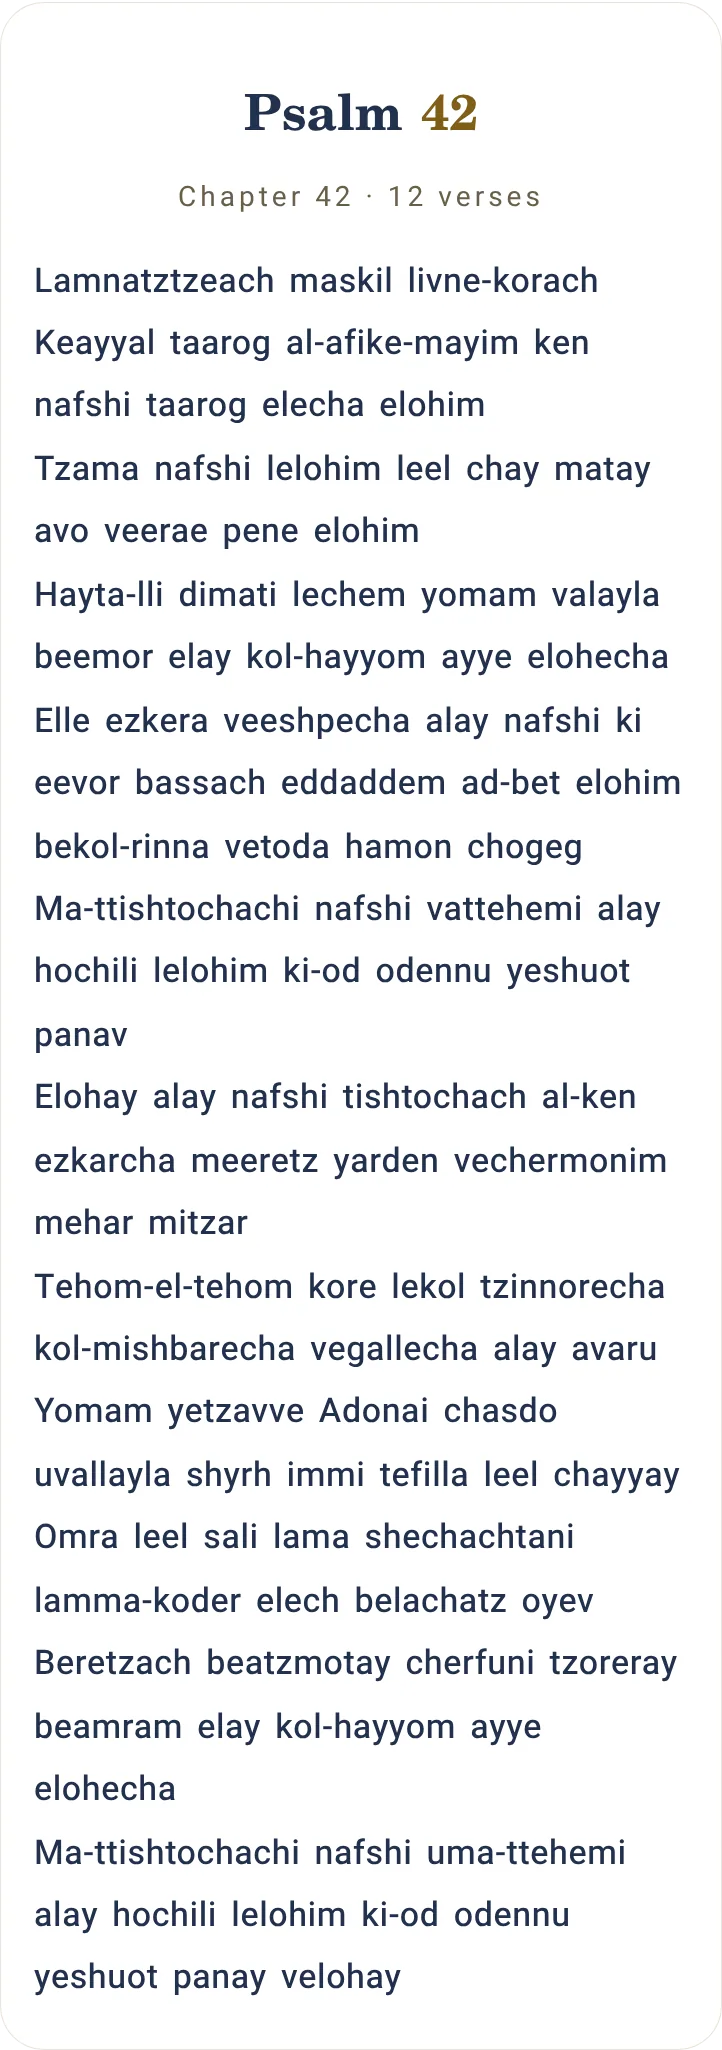 Psalm 42
Chapter 42 · 12 verses
Lamnatztzeach maskil livne-korach
Keayyal taarog al-afike-mayim ken
nafshi taarog elecha elohim
Tzama nafshi lelohim leel chay matay
avo veerae pene elohim
Hayta-lli dimati lechem yomam valayla
beemor elay kol-hayyom ayye elohecha
Elle ezkera veeshpecha alay nafshi ki
eevor bassach eddaddem ad-bet elohim
bekol-rinna vetoda hamon chogeg
Ma-ttishtochachi nafshi vattehemi alay
hochili lelohim ki-od odennu yeshuot
panav
Elohay alay nafshi tishtochach al-ken
ezkarcha meeretz yarden vechermonim
mehar mitzar
Tehom-el-tehom kore lekol tzinnorecha
kol-mishbarecha vegallecha alay avaru
Yomam yetzavve Adonai chasdo
uvallayla shyrh immi tefilla leel chayyay
Omra leel sali lama shechachtani
lamma-koder elech belachatz oyev
Beretzach beatzmotay cherfuni tzoreray
beamram elay kol-hayyom ayye
elohecha
Ma-ttishtochachi nafshi uma-ttehemi
alay hochili lelohim ki-od odennu
yeshuot panay velohay